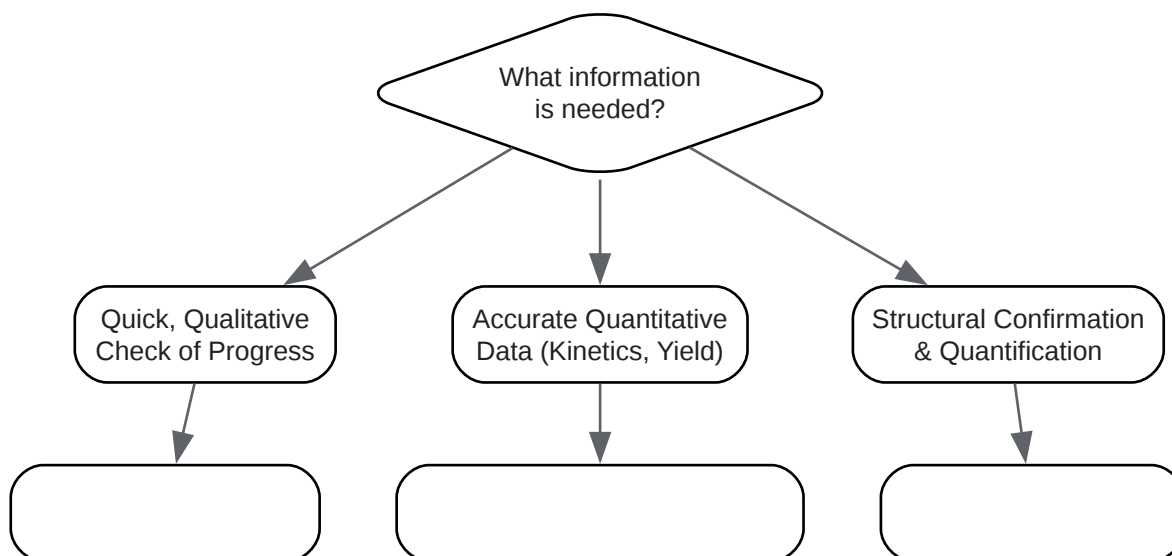 What information
is needed?
Quick, Qualitative
Check of Progress
Accurate Quantitative
Data (Kinetics, Yield)
Structural Confirmation
& Quantification